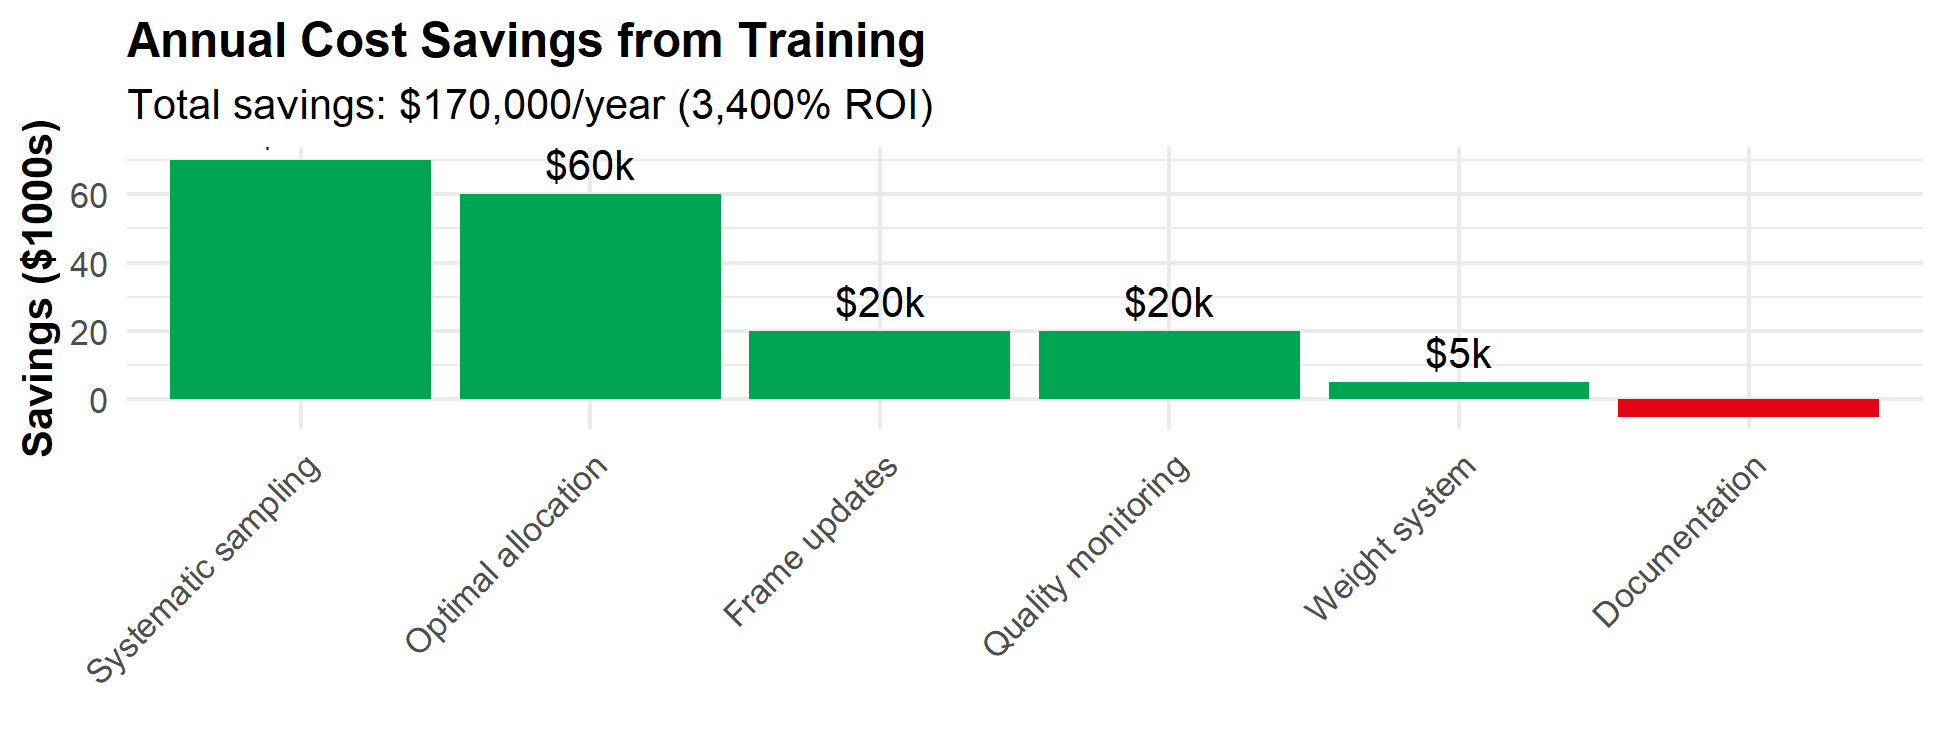 Annual Cost Savings from Training
Total savings: $170,000/year (3,400% ROI)
Savings ($1000s)
60
40
20
0
$60k
$20k
$20k
$5k
Systematic sampling
Optimal allocation
Frame updates
Quality monitoring
Weight system
Documentation